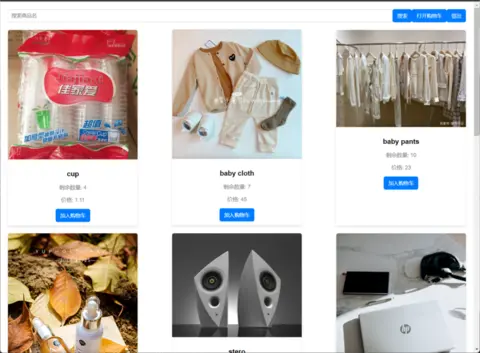 搜索商品名
搜索
打开购物车
退出
佳家爱
超值
cup
剩余数量: 4
价格: 1.11
加入购物车
baby cloth
剩余数量: 7
价格: 45
加入购物车
baby pants
剩余数量: 10
价格: 23
加入购物车
stero
hp